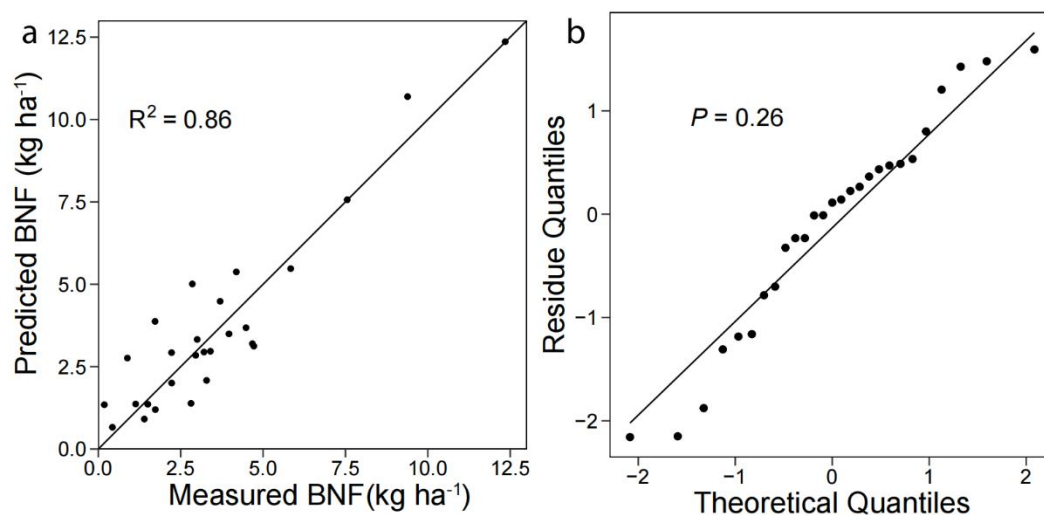 a
R² = 0.86
Predicted BNF (kg ha⁻¹)
12.5
10.0
7.5
5.0
2.5
0.0
0.0 2.5 5.0 7.5 10.0 12.5
Measured BNF(kg ha⁻¹)
b
P = 0.26
Residue Quantiles
1
0
−1
−2
−2 −1 0 1 2
Theoretical Quantiles